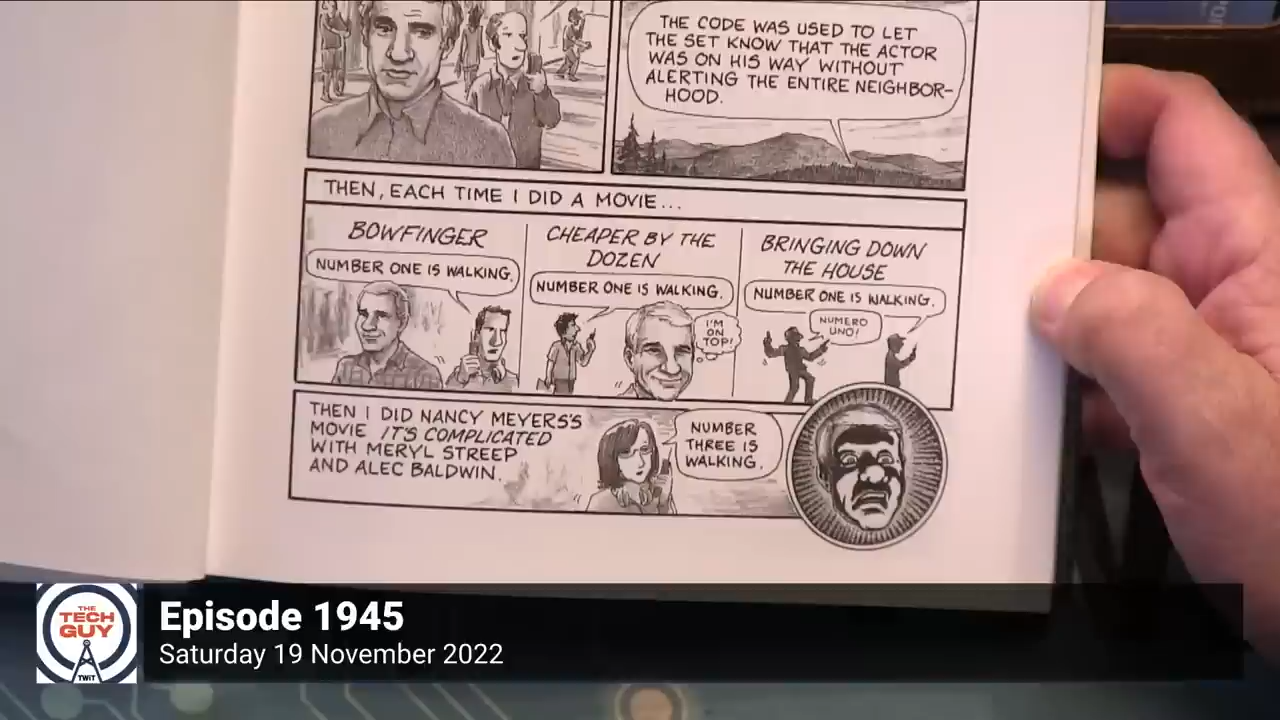 THE CODE WAS USED TO LET
THE SET KNOW THAT THE ACTOR
WAS ON HIS WAY WITHOUT
ALERTING THE ENTIRE NEIGHBOR-
HOOD.
THEN, EACH TIME I DID A MOVIE...
BOWFINGER
NUMBER ONE IS WALKING.
CHEAPER BY THE
DOZEN
NUMBER ONE IS WALKING.
I'M
ON
TOP!
BRINGING DOWN
THE HOUSE
NUMBER ONE IS WALKING.
NUMERO
UNO!
THEN I DID NANCY MEYERS'S
MOVIE IT'S COMPLICATED
WITH MERYL STREEP
AND ALEC BALDWIN.
NUMBER
THREE IS
WALKING.
THE
TECH
GUY
TWiT
Episode 1945
Saturday 19 November 2022